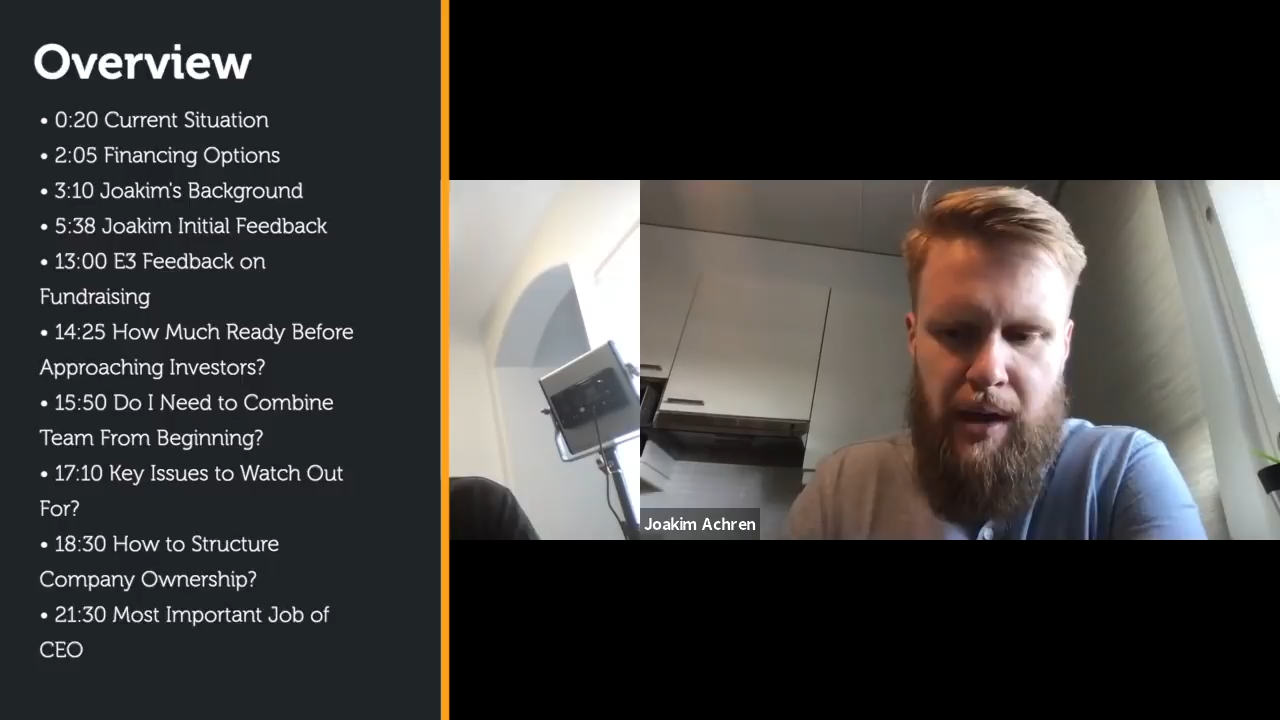 Overview
• 0:20 Current Situation
• 2:05 Financing Options
• 3:10 Joakim's Background
• 5:38 Joakim Initial Feedback
• 13:00 E3 Feedback on
Fundraising
• 14:25 How Much Ready Before
Approaching Investors?
• 15:50 Do I Need to Combine
Team From Beginning?
• 17:10 Key Issues to Watch Out
For?
• 18:30 How to Structure
Company Ownership?
• 21:30 Most Important Job of
CEO
Joakim Achren